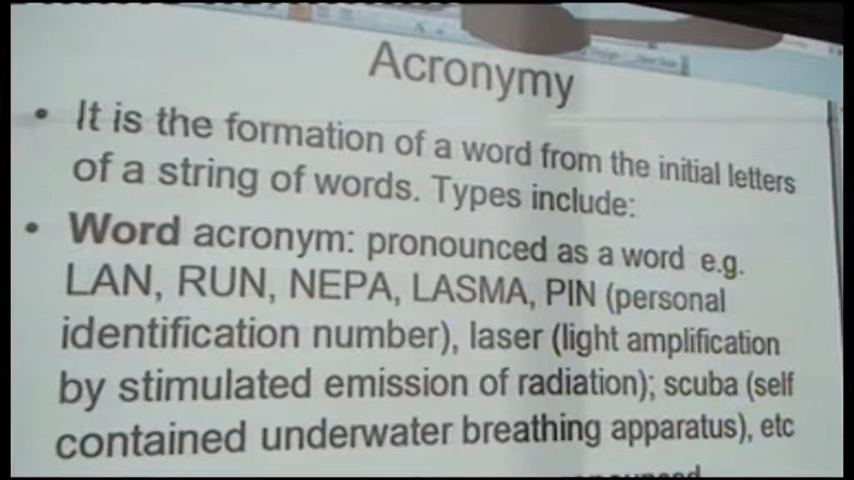 Acronymy
• It is the formation of a word from the initial letters
of a string of words. Types include:
• Word acronym: pronounced as a word e.g.
LAN, RUN, NEPA, LASMA, PIN (personal
identification number), laser (light amplification
by stimulated emission of radiation); scuba (self
contained underwater breathing apparatus), etc